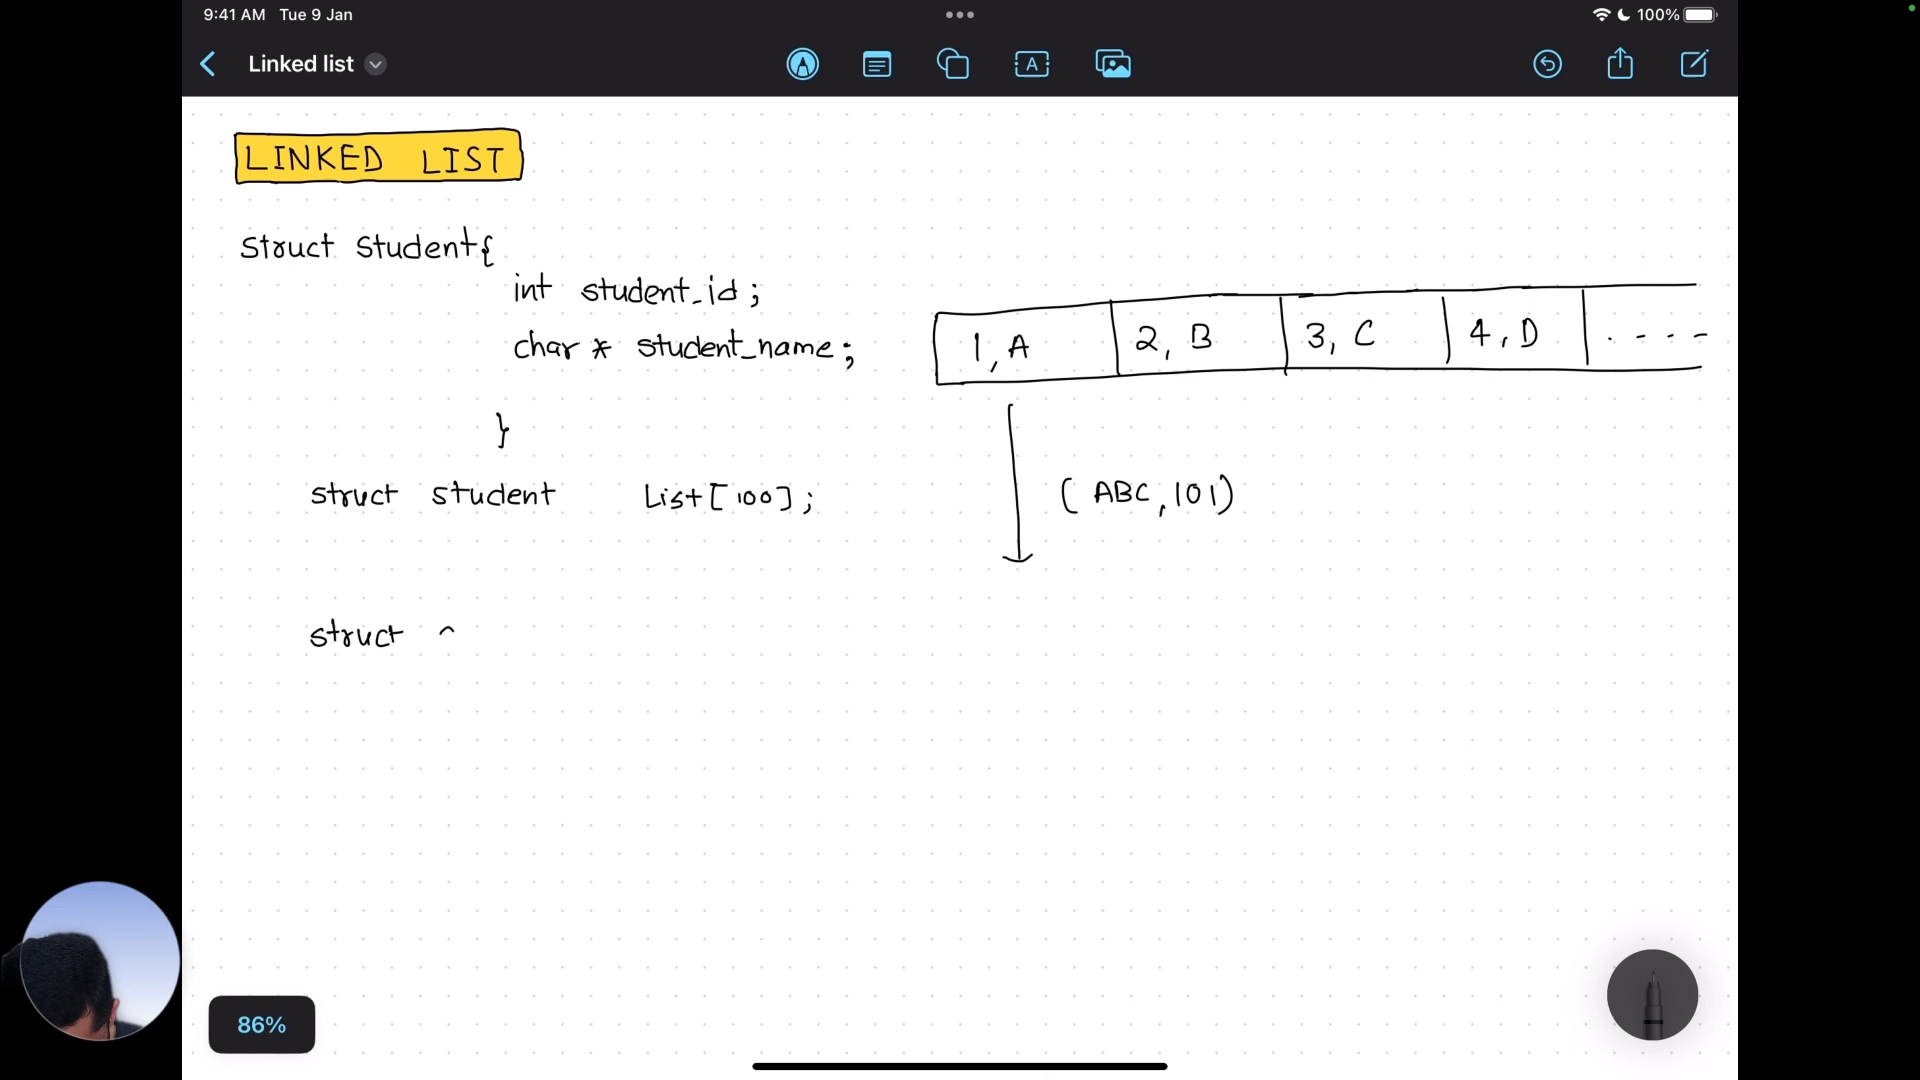 9:41 AM Tue 9 Jan
100%
Linked list
A
LINKED LIST
struct student{
int student_id;
char * student_name;
}
1, A 2, B 3, C 4, D . - - -
struct student List[100];
(ABC, 101)
struct
86%